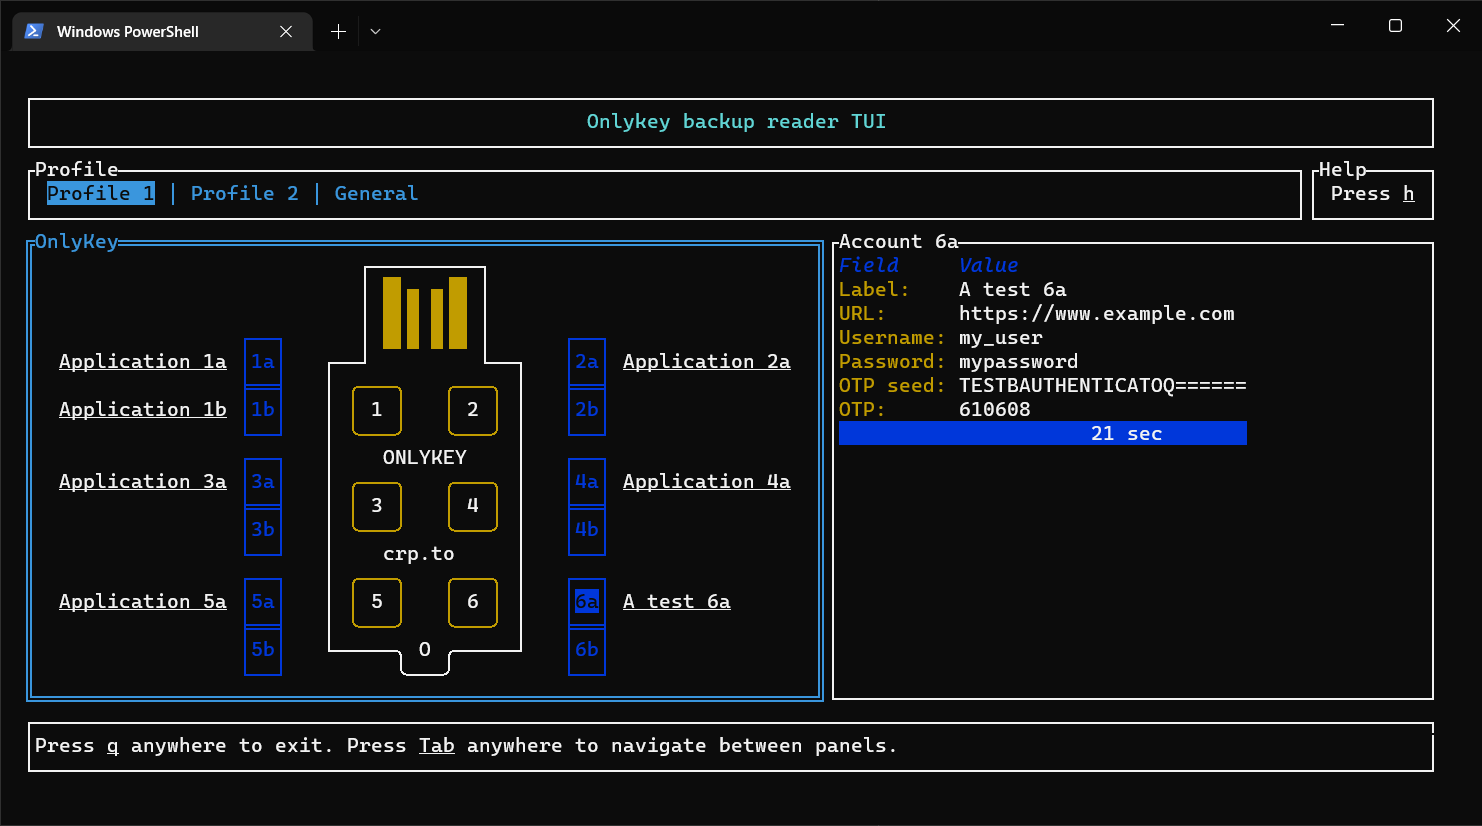 Windows PowerShell
Onlykey backup reader TUI
Profile
Profile 1 | Profile 2 | General
Help
Press h
OnlyKey
Application 1a 1a
Application 1b 1b
Application 3a 3a
3b
Application 5a 5a
5b
1 2
ONLYKEY
3 4
crp.to
5 6
O
2a Application 2a
2b
4a Application 4a
4b
6a A test 6a
6b
Account 6a
Field Value
Label: A test 6a
URL: https://www.example.com
Username: my_user
Password: mypassword
OTP seed: TESTBAUTHENTICATOQ======
OTP: 610608
21 sec
Press q anywhere to exit. Press Tab anywhere to navigate between panels.